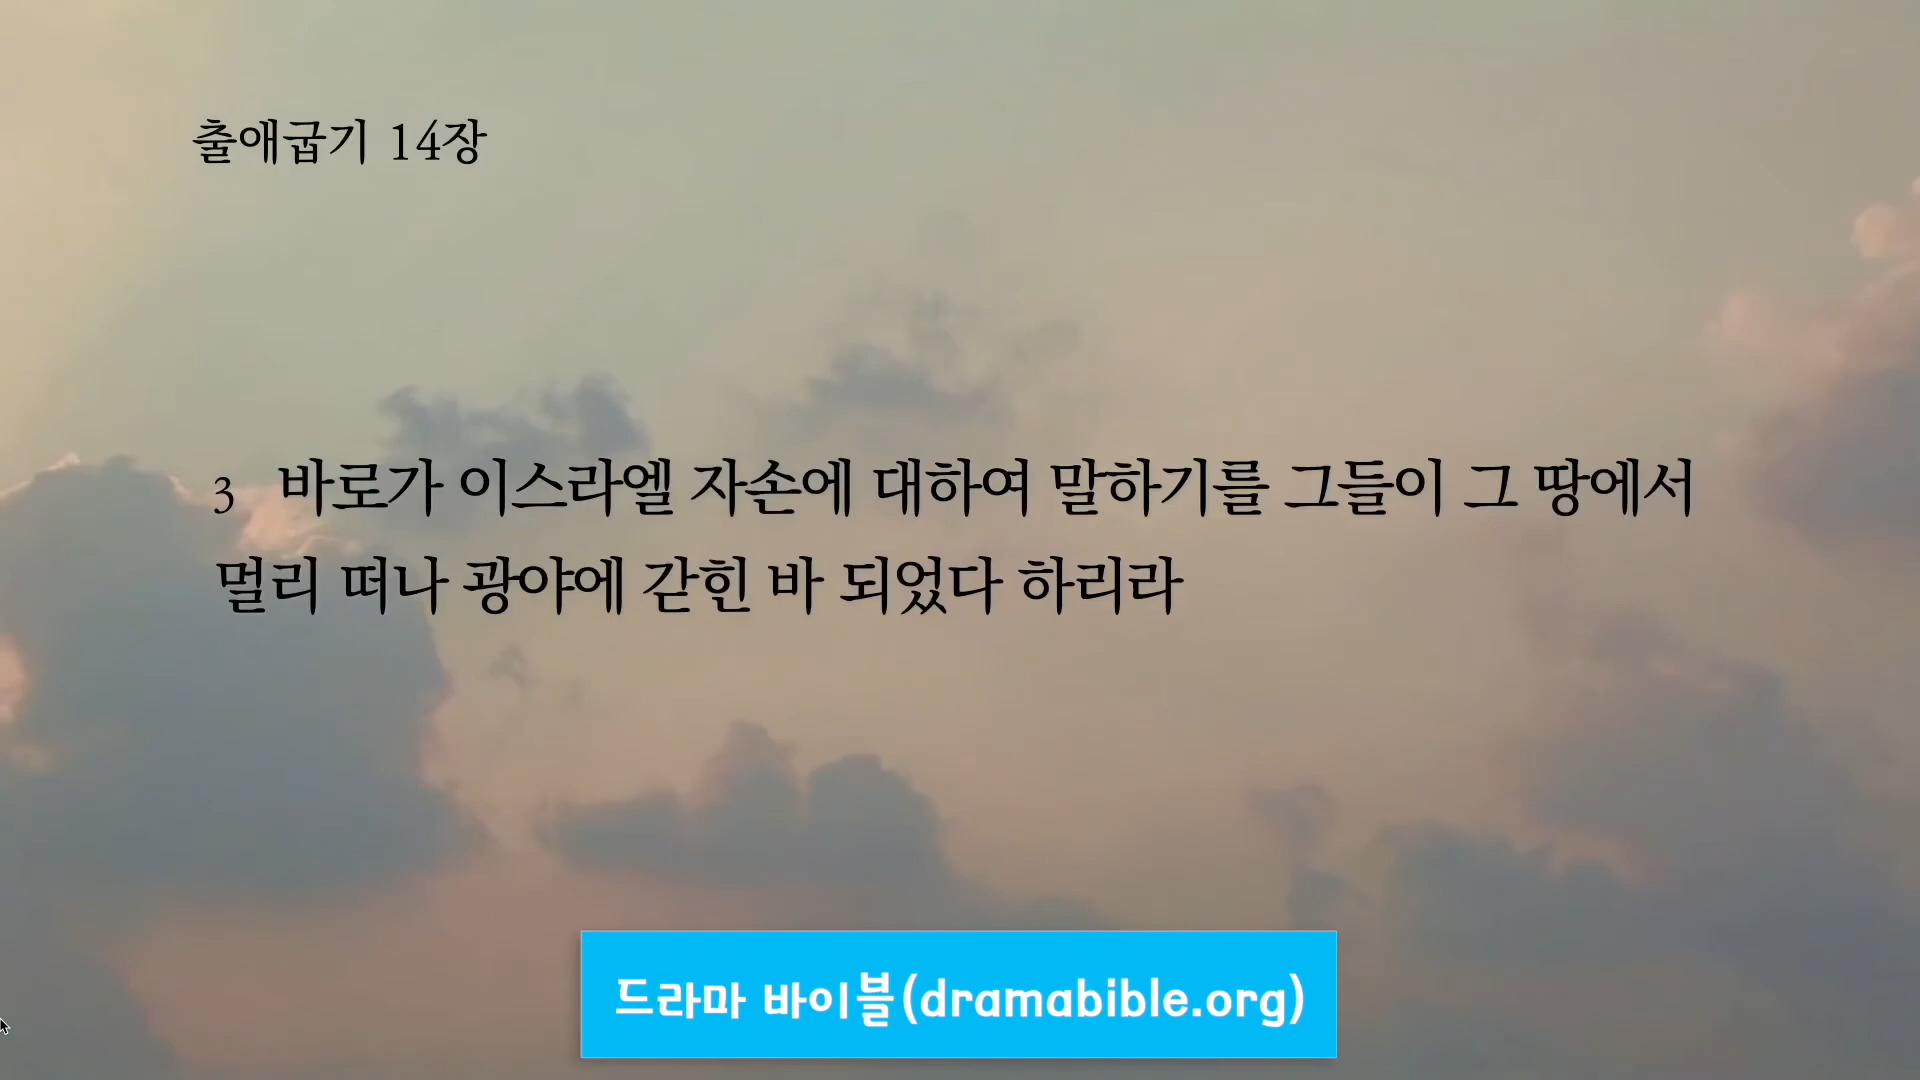 출애굽기 14장
3 바로가 이스라엘 자손에 대하여 말하기를 그들이 그 땅에서
멀리 떠나 광야에 갇힌 바 되었다 하리라
드라마 바이블(dramabible.org)